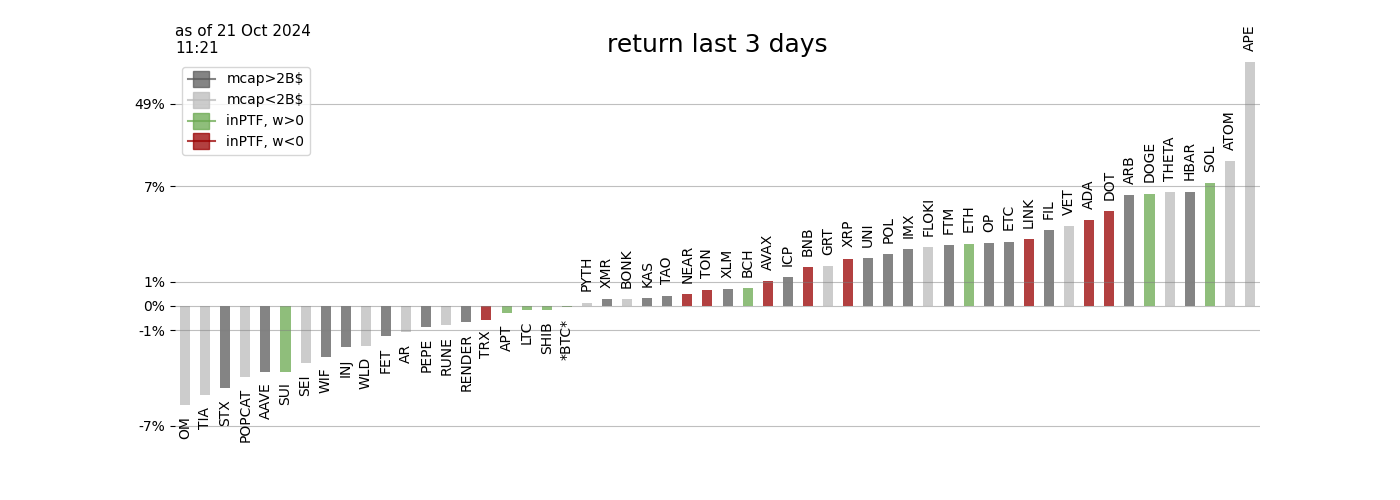 as of 21 Oct 2024
11:21
return last 3 days
mcap>2B$
mcap<2B$
inPTF, w>0
inPTF, w<0
49%
7%
1%
0%
-1%
-7%
OM
TIA
STX
POPCAT
AAVE
SUI
SEI
WIF
INJ
WLD
FET
AR
PEPE
RUNE
RENDER
TRX
APT
LTC
SHIB
*BTC*
PYTH
XMR
BONK
KAS
TAO
NEAR
TON
XLM
BCH
AVAX
ICP
BNB
GRT
XRP
UNI
POL
IMX
FLOKI
FTM
ETH
OP
ETC
LINK
FIL
VET
ADA
DOT
ARB
DOGE
THETA
HBAR
SOL
ATOM
APE